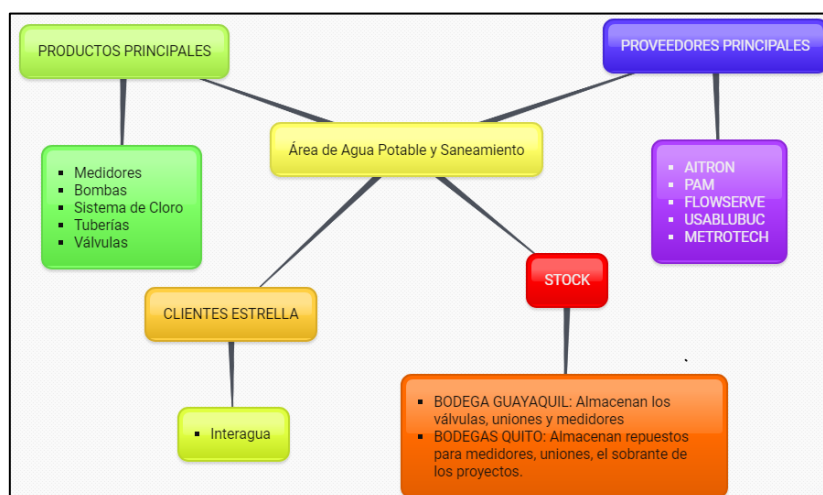 PRODUCTOS PRINCIPALES
PROVEEDORES PRINCIPALES
Área de Agua Potable y Saneamiento
▪ Medidores
▪ Bombas
▪ Sistema de Cloro
▪ Tuberías
▪ Válvulas
▪ AITRON
▪ PAM
▪ FLOWSERVE
▪ USABLUBUC
▪ METROTECH
CLIENTES ESTRELLA
STOCK
▪ Interagua
▪ BODEGA GUAYAQUIL: Almacenan los
válvulas, uniones y medidores
▪ BODEGAS QUITO: Almacenan repuestos
para medidores, uniones, el sobrante de
los proyectos.